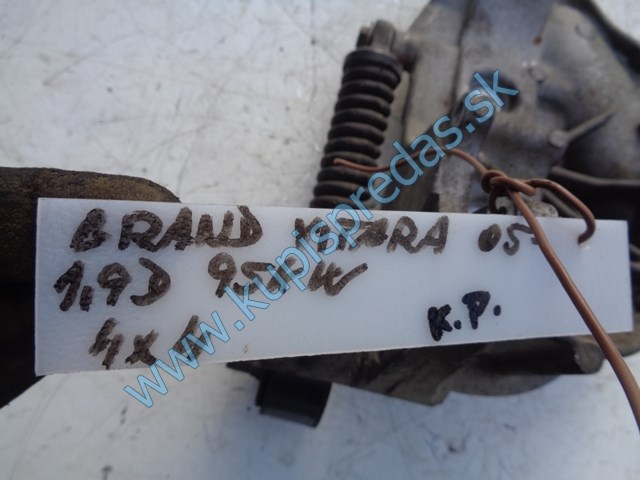 GRAND VITARA 05-
1,9D 95KW
4x4
K.P.
www.kupispredas.sk